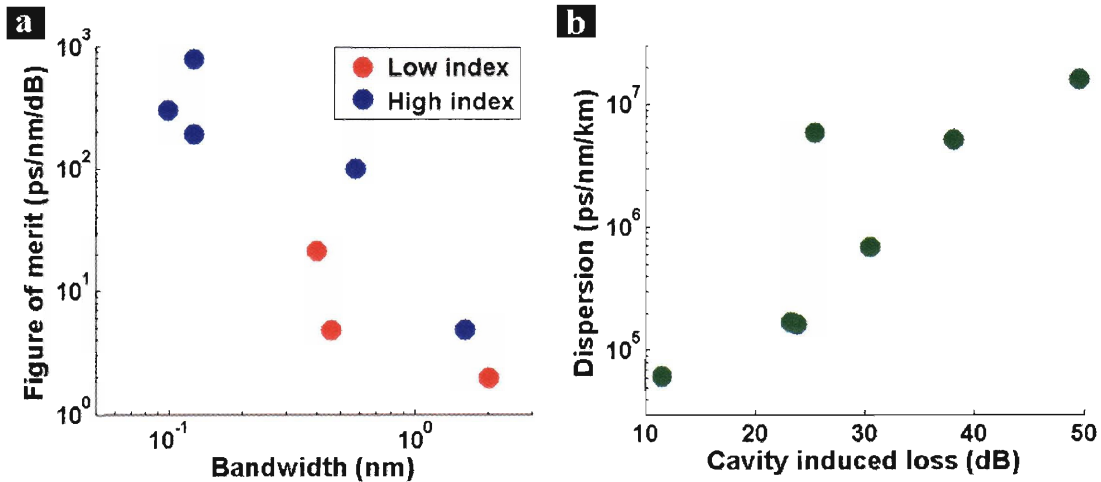 a
Figure of merit (ps/nm/dB)
10³
10²
10¹
10⁰
Low index
High index
10⁻¹
10⁰
Bandwidth (nm)
b
Dispersion (ps/nm/km)
10⁷
10⁶
10⁵
10
20
30
40
50
Cavity induced loss (dB)